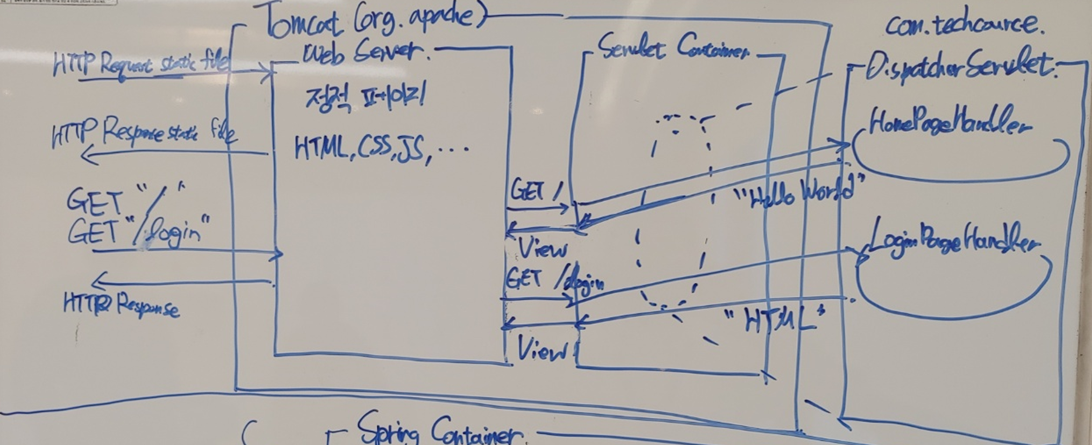 Tomcat (org. apache)
Web Server.
Servlet Container
com.techcource.
DispatcherServlet.
HTTP Request static file
정적 페이지
HTML, CSS, JS, ...
HTTP Response static file
HomePageHandler
GET "/"
GET "/login"
GET /
"Hello World"
View
LoginPageHandler
GET /login
HTTP Response
"HTML"
View
Spring Container.